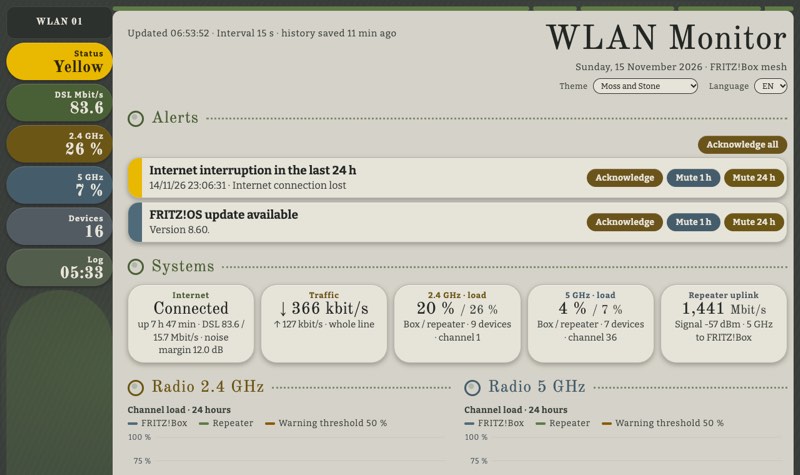 WLAN 01
Status
Yellow
DSL Mbit/s
83.6
2.4 GHz
26 %
5 GHz
7 %
Devices
16
Log
05:33
Updated 06:53:52 · Interval 15 s · history saved 11 min ago
WLAN Monitor
Sunday, 15 November 2026 · FRITZ!Box mesh
Theme Moss and Stone Language EN
Alerts
Acknowledge all
Internet interruption in the last 24 h
14/11/26 23:06:31 · Internet connection lost
Acknowledge Mute 1 h Mute 24 h
FRITZ!OS update available
Version 8.60.
Acknowledge Mute 1 h Mute 24 h
Systems
Internet
Connected
up 7 h 47 min · DSL 83.6 /
15.7 Mbit/s · noise
margin 12.0 dB
Traffic
↓ 366 kbit/s
↑ 127 kbit/s · whole line
2.4 GHz · load
20 % / 26 %
Box / repeater · 9 devices
· channel 1
5 GHz · load
4 % / 7 %
Box / repeater · 7 devices
· channel 36
Repeater uplink
1,441 Mbit/s
Signal -57 dBm · 5 GHz
to FRITZ!Box
Radio 2.4 GHz
Channel load · 24 hours
FRITZ!Box Repeater Warning threshold 50 %
100 %
75 %
Radio 5 GHz
Channel load · 24 hours
FRITZ!Box Repeater Warning threshold 50 %
100 %
75 %